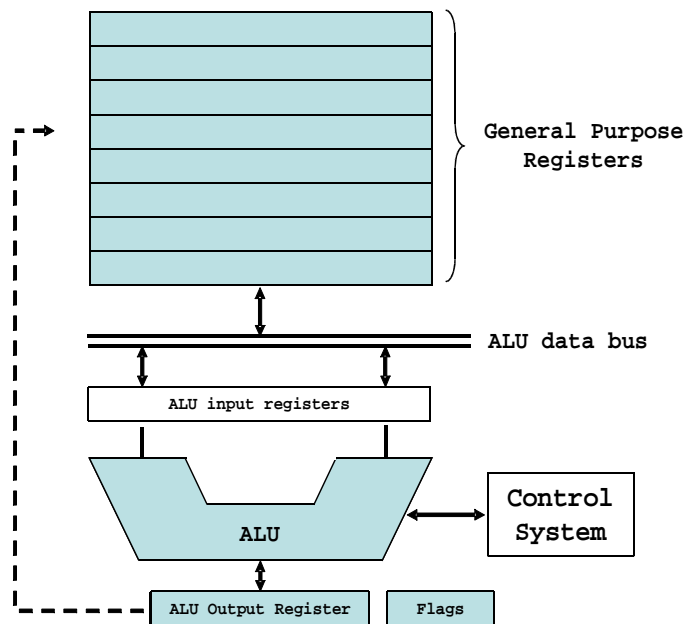 General Purpose
Registers
ALU data bus
ALU input registers
ALU
Control
System
ALU Output Register
Flags